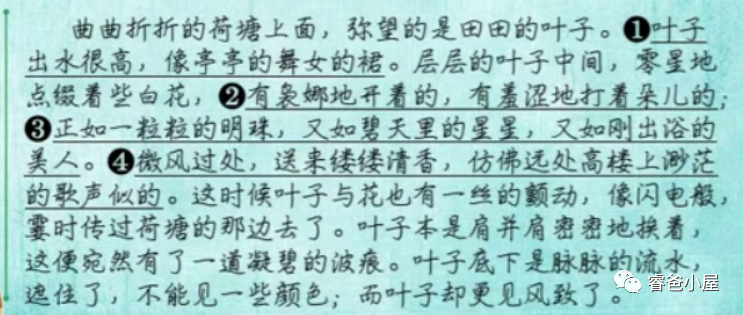 曲曲折折的荷塘上面，弥望的是田田的叶子。❶叶子
出水很高，像亭亭的舞女的裙。层层的叶子中间，零星地
点缀着些白花，❷有袅娜地开着的，有羞涩地打着朵儿的；
❸正如一粒粒的明珠，又如碧天里的星星，又如刚出浴的
美人。❹微风过处，送来缕缕清香，仿佛远处高楼上渺茫
的歌声似的。这时候叶子与花也有一丝的颤动，像闪电般，
霎时传过荷塘的那边去了。叶子本是肩并肩密密地挨着，
这便宛然有了一道凝碧的波痕。叶子底下是脉脉的流水，
遮住了，不能见一些颜色；而叶子却更见风致了。
睿爸小屋